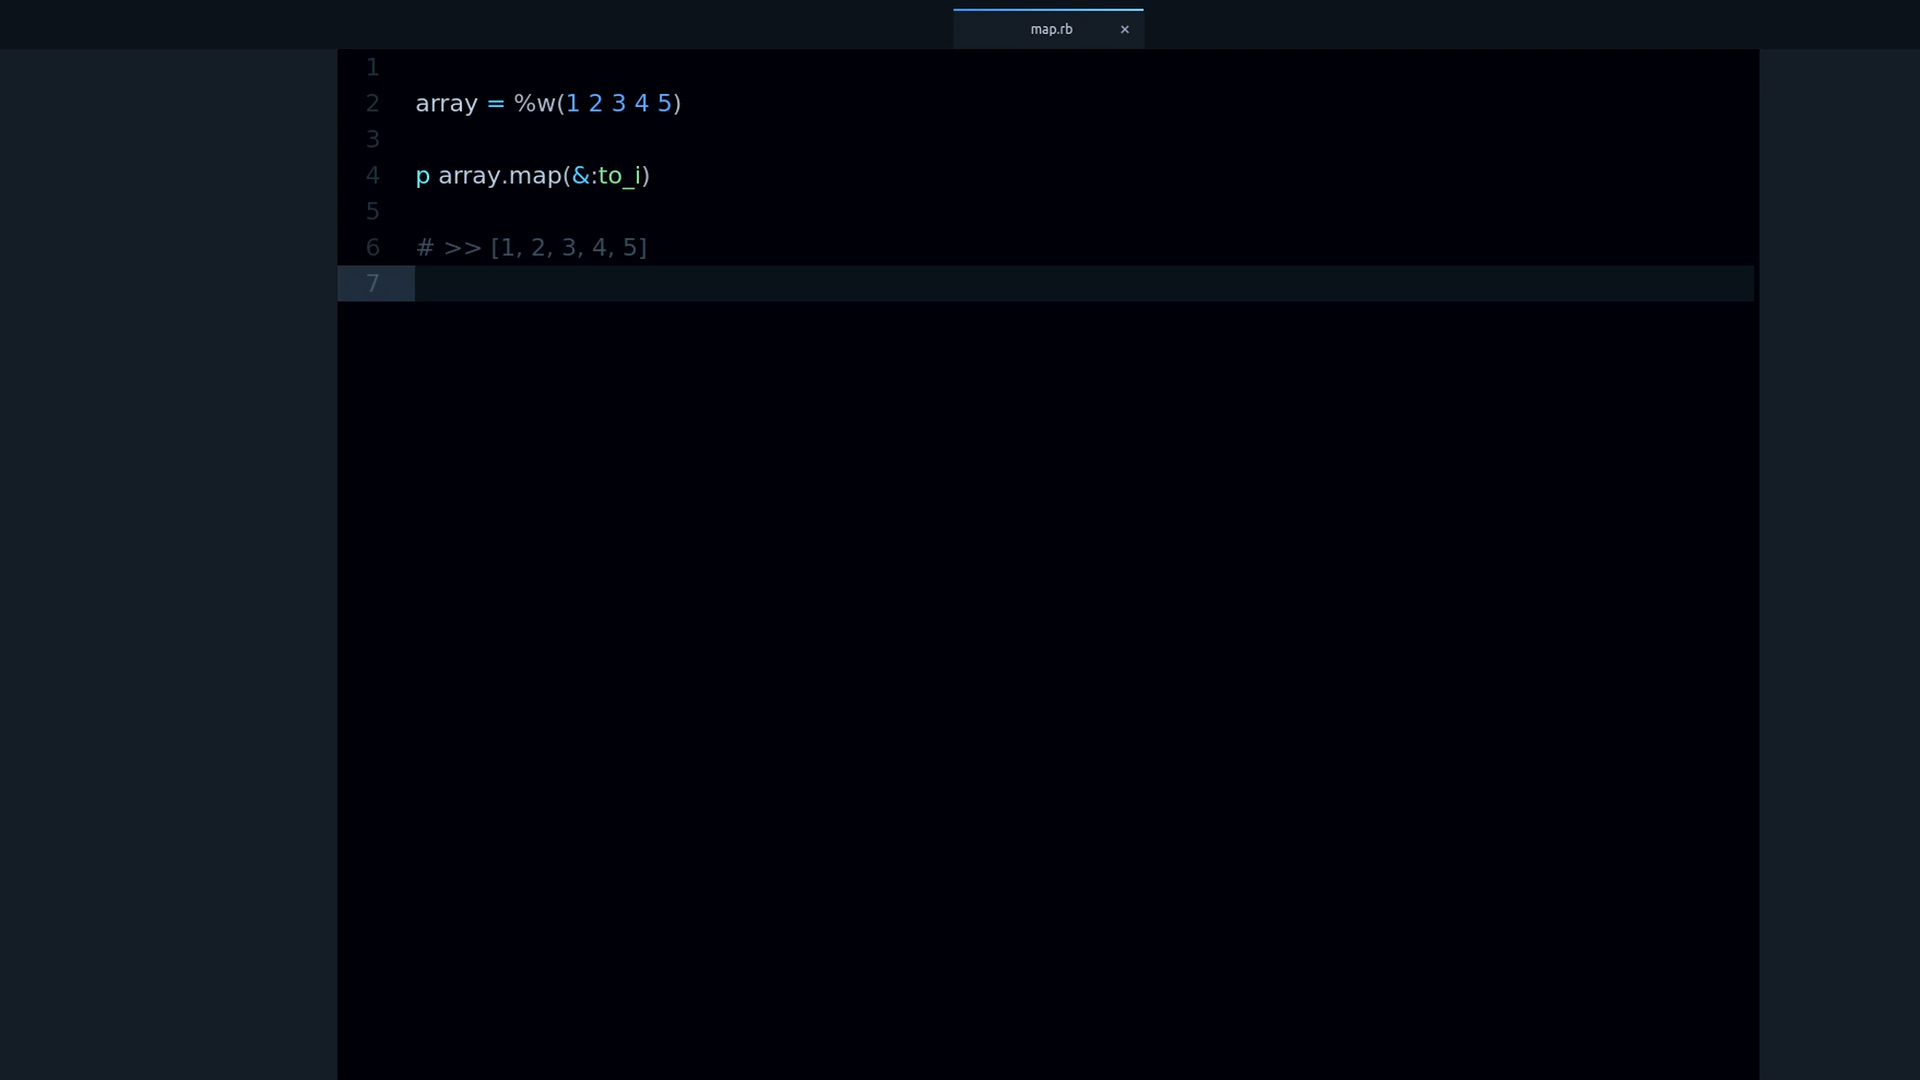 map.rb ×
1
2 array = %w(1 2 3 4 5)
3
4 p array.map(&:to_i)
5
6 # >> [1, 2, 3, 4, 5]
7